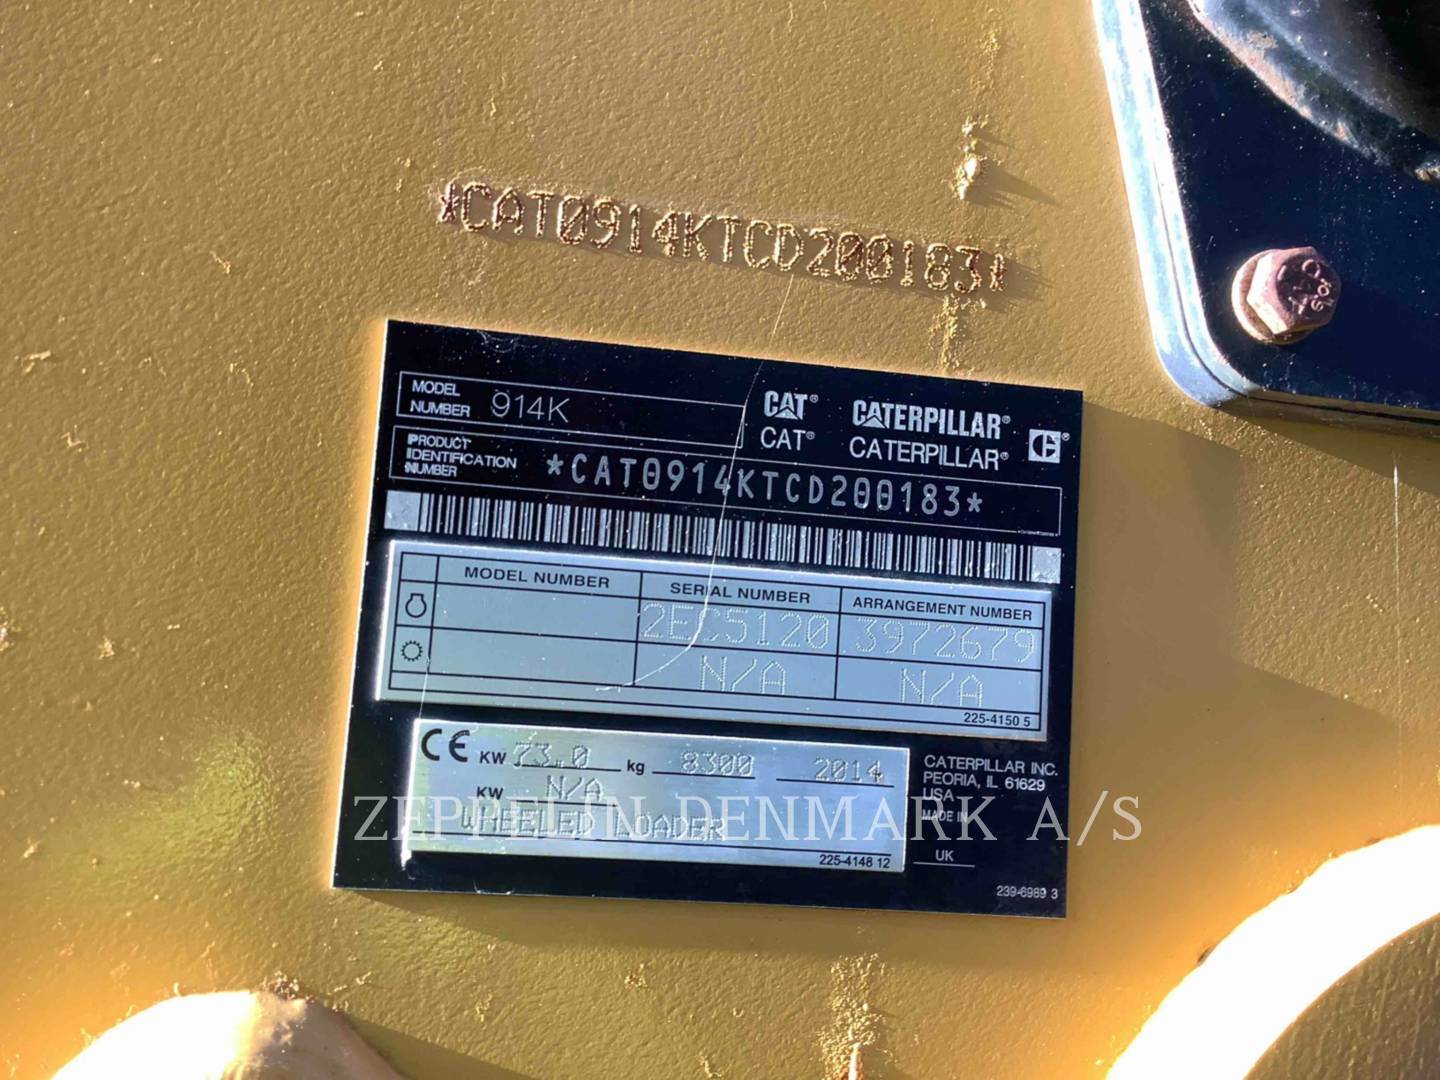 *CAT0914KTCD200183*
MODEL NUMBER 914K
CAT® CATERPILLAR®
CAT® CATERPILLAR®
PRODUCT IDENTIFICATION NUMBER *CAT0914KTCD200183*
MODEL NUMBER SERIAL NUMBER ARRANGEMENT NUMBER
2EC5120 3972679
N/A N/A
225-4150 5
CE KW 73.0 kg 8300 2014
KW N/A
WHEELED LOADER
225-4148 12
CATERPILLAR INC.
PEORIA, IL 61629
USA
MADE IN
UK
239-6989 3
ZEPPELIN DENMARK A/S